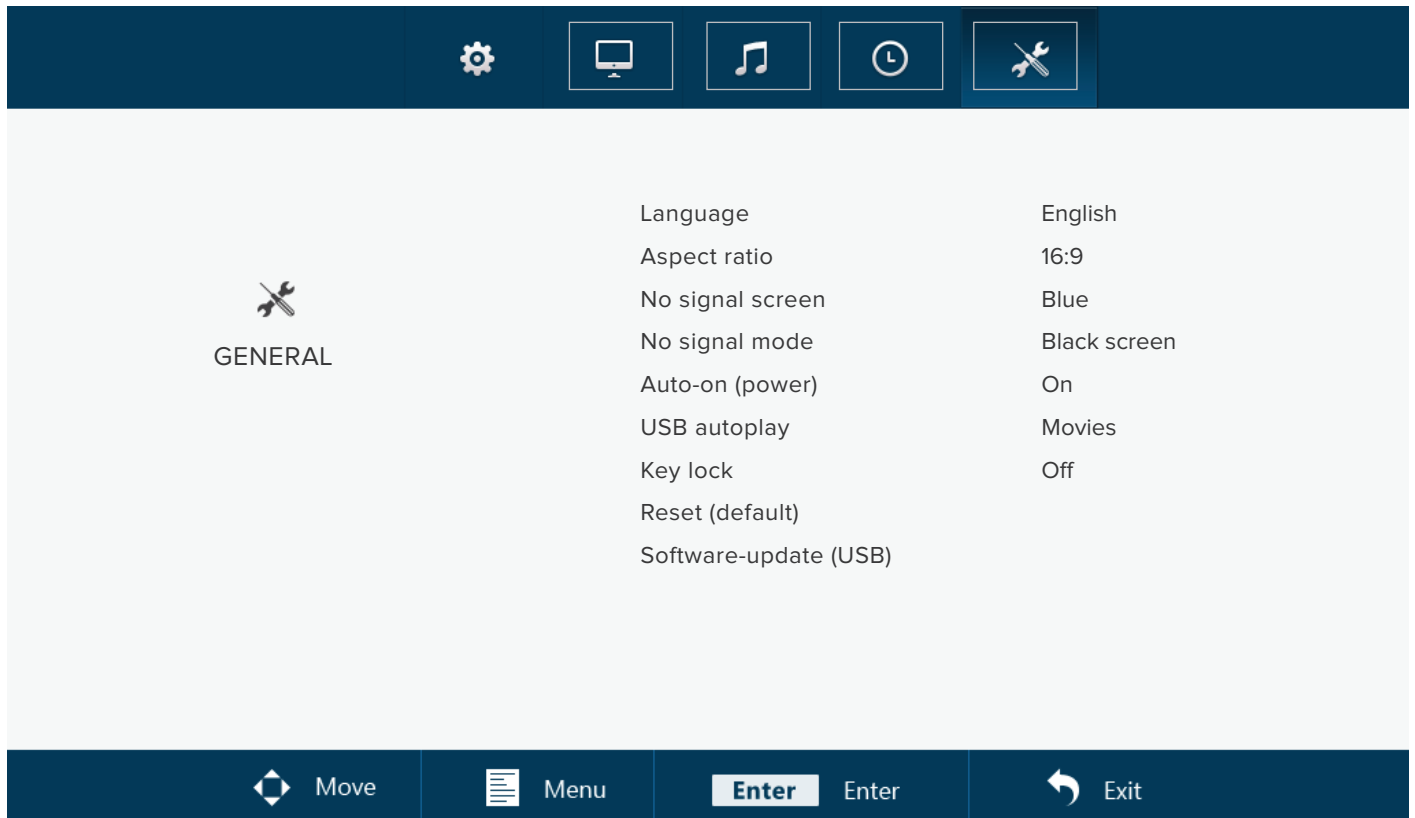 Language English
Aspect ratio 16:9
No signal screen Blue
No signal mode Black screen
GENERAL
Auto-on (power) On
USB autoplay Movies
Key lock Off
Reset (default)
Software-update (USB)
Move Menu Enter Enter Exit